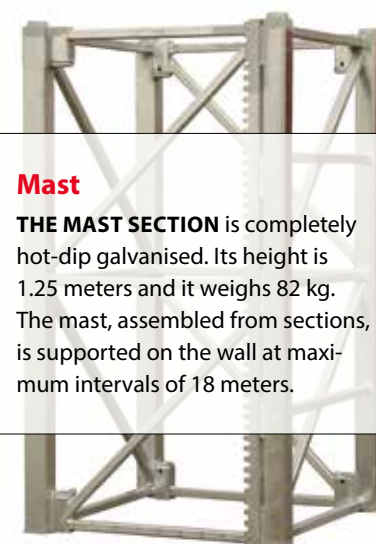 Mast
THE MAST SECTION is completely
hot-dip galvanised. Its height is
1.25 meters and it weighs 82 kg.
The mast, assembled from sections,
is supported on the wall at maxi-
mum intervals of 18 meters.